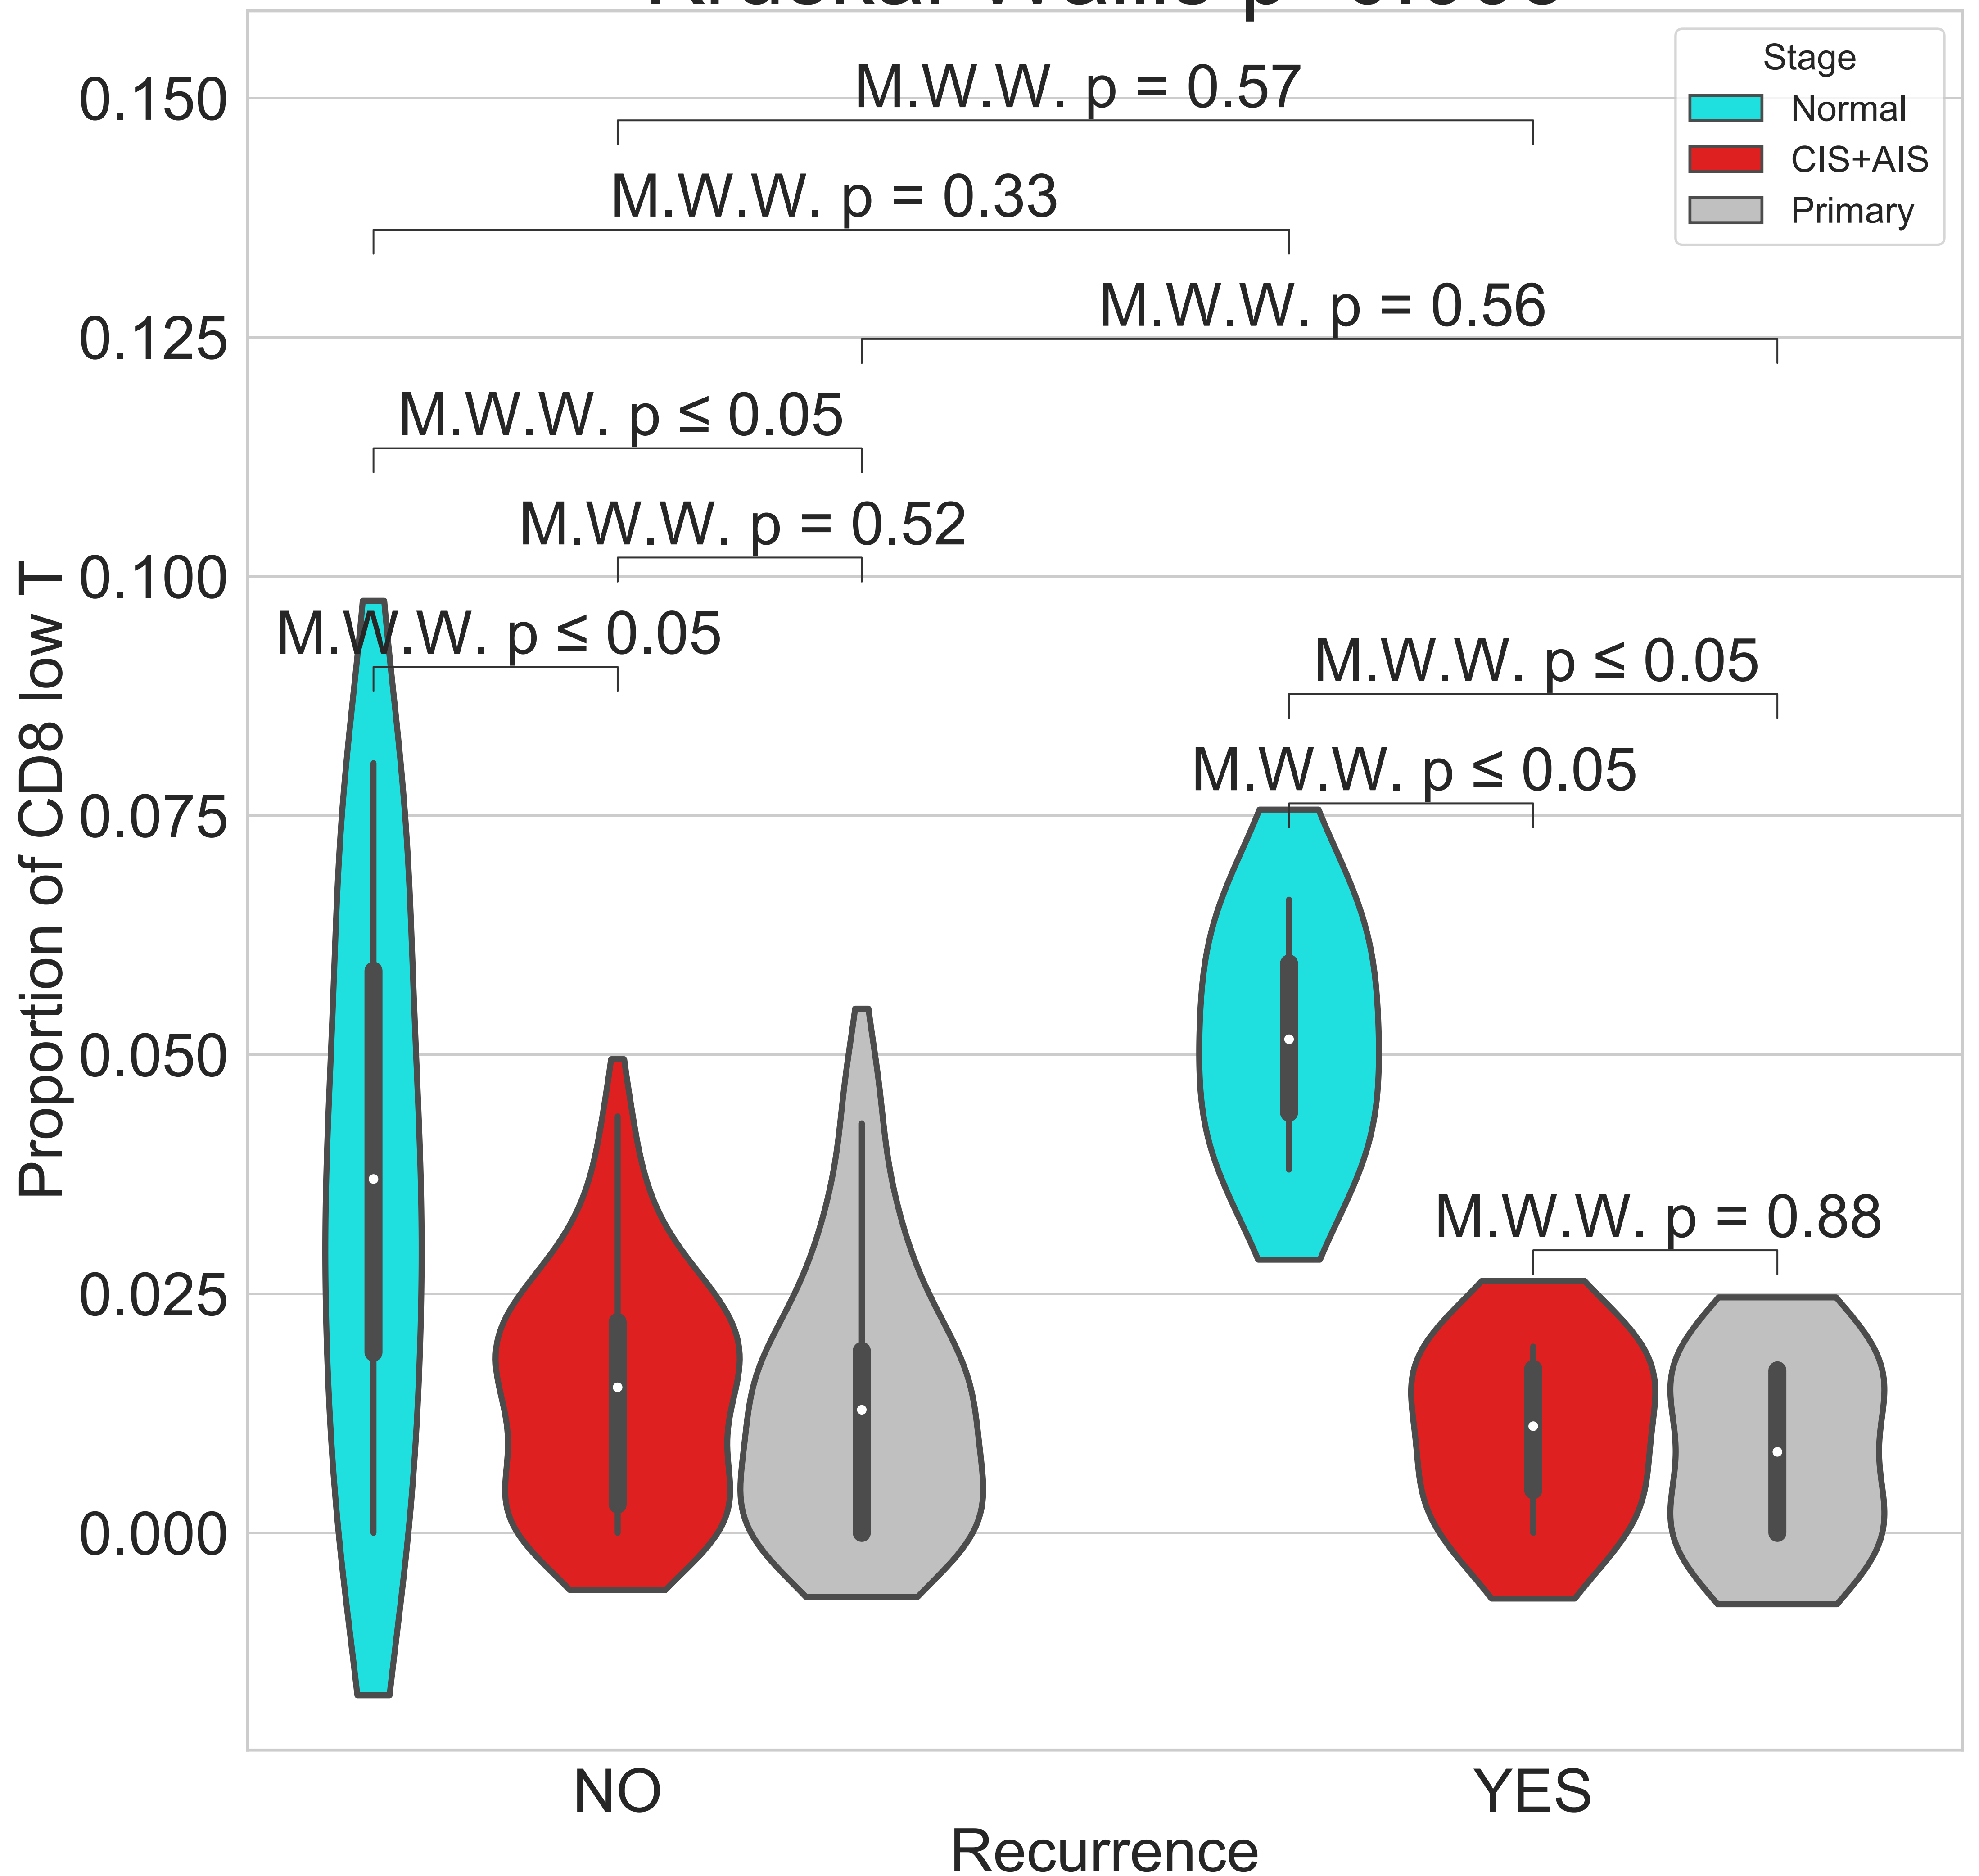 Stage
Normal
CIS+AIS
Primary
M.W.W. p = 0.57
M.W.W. p = 0.33
M.W.W. p = 0.56
M.W.W. p ≤ 0.05
M.W.W. p = 0.52
M.W.W. p ≤ 0.05
M.W.W. p ≤ 0.05
M.W.W. p ≤ 0.05
M.W.W. p = 0.88
0.150
0.125
0.100
0.075
0.050
0.025
0.000
Proportion of CD8 low T
NO
YES
Recurrence